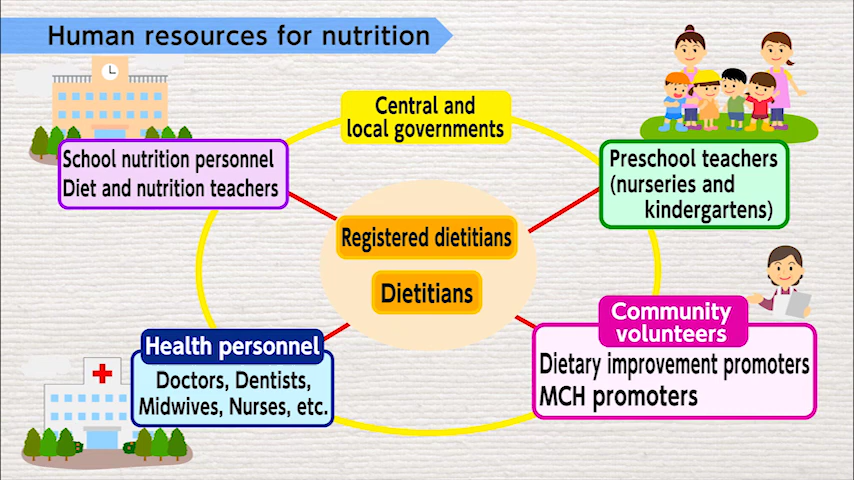 Human resources for nutrition
Central and
local governments
School nutrition personnel
Diet and nutrition teachers
Preschool teachers
(nurseries and
kindergartens)
Registered dietitians
Dietitians
Health personnel
Doctors, Dentists,
Midwives, Nurses, etc.
Community
volunteers
Dietary improvement promoters
MCH promoters